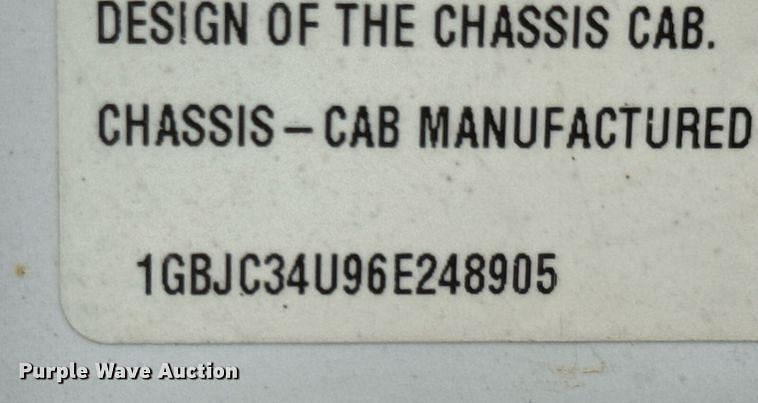 DESIGN OF THE CHASSIS CAB.
CHASSIS – CAB MANUFACTURED
1GBJC34U96E248905
Purple Wave Auction